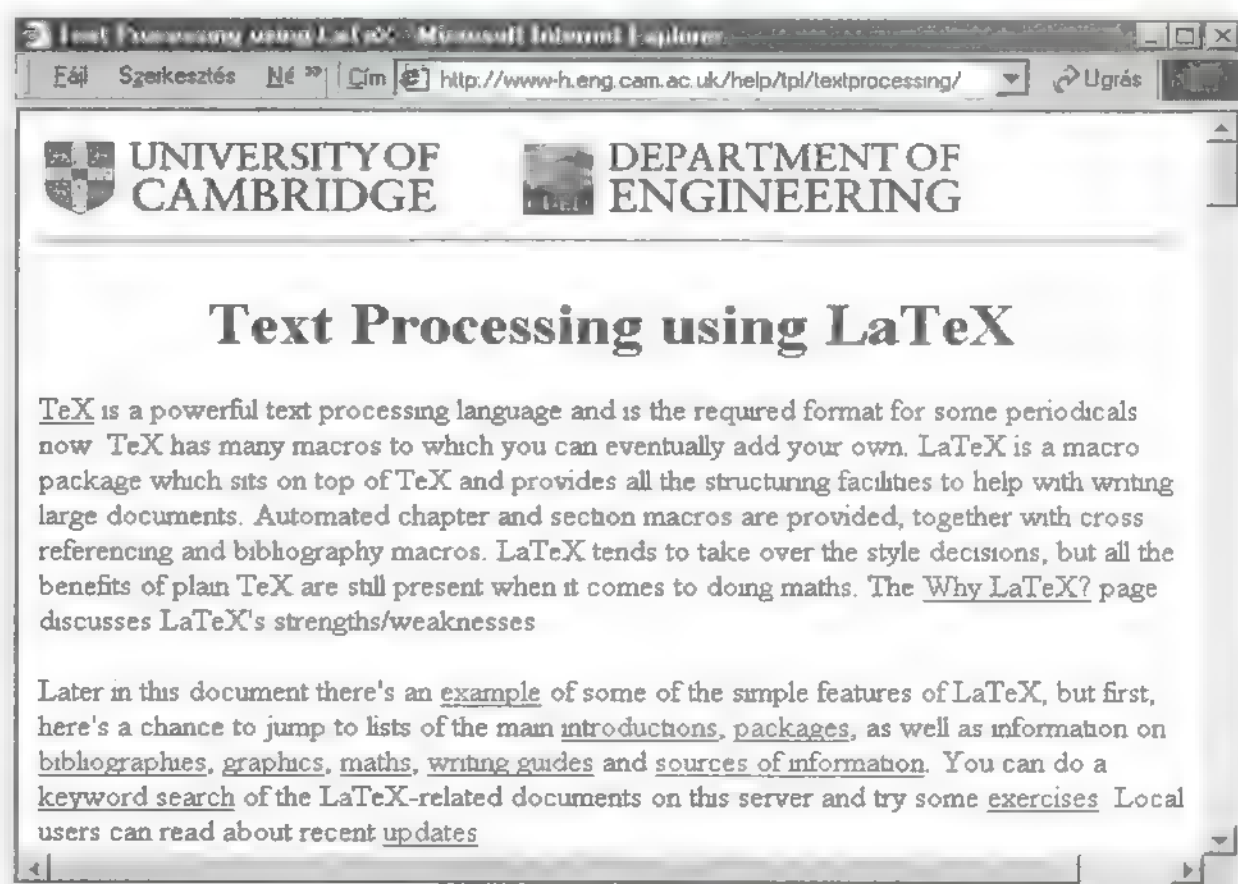 Text Processing using LaTeX - Microsoft Internet Explorer
Fájl Szerkesztés Né » Cím http://www-h.eng.cam.ac.uk/help/tpl/textprocessing/ Ugrás
UNIVERSITY OF DEPARTMENT OF
CAMBRIDGE ENGINEERING
Text Processing using LaTeX
TeX is a powerful text processing language and is the required format for some periodicals
now TeX has many macros to which you can eventually add your own. LaTeX is a macro
package which sits on top of TeX and provides all the structuring facilities to help with writing
large documents. Automated chapter and section macros are provided, together with cross
referencing and bibliography macros. LaTeX tends to take over the style decisions, but all the
benefits of plain TeX are still present when it comes to doing maths. The Why LaTeX? page
discusses LaTeX's strengths/weaknesses
Later in this document there's an example of some of the simple features of LaTeX, but first,
here's a chance to jump to lists of the main introductions, packages, as well as information on
bibliographies, graphics, maths, writing guides and sources of information. You can do a
keyword search of the LaTeX-related documents on this server and try some exercises Local
users can read about recent updates